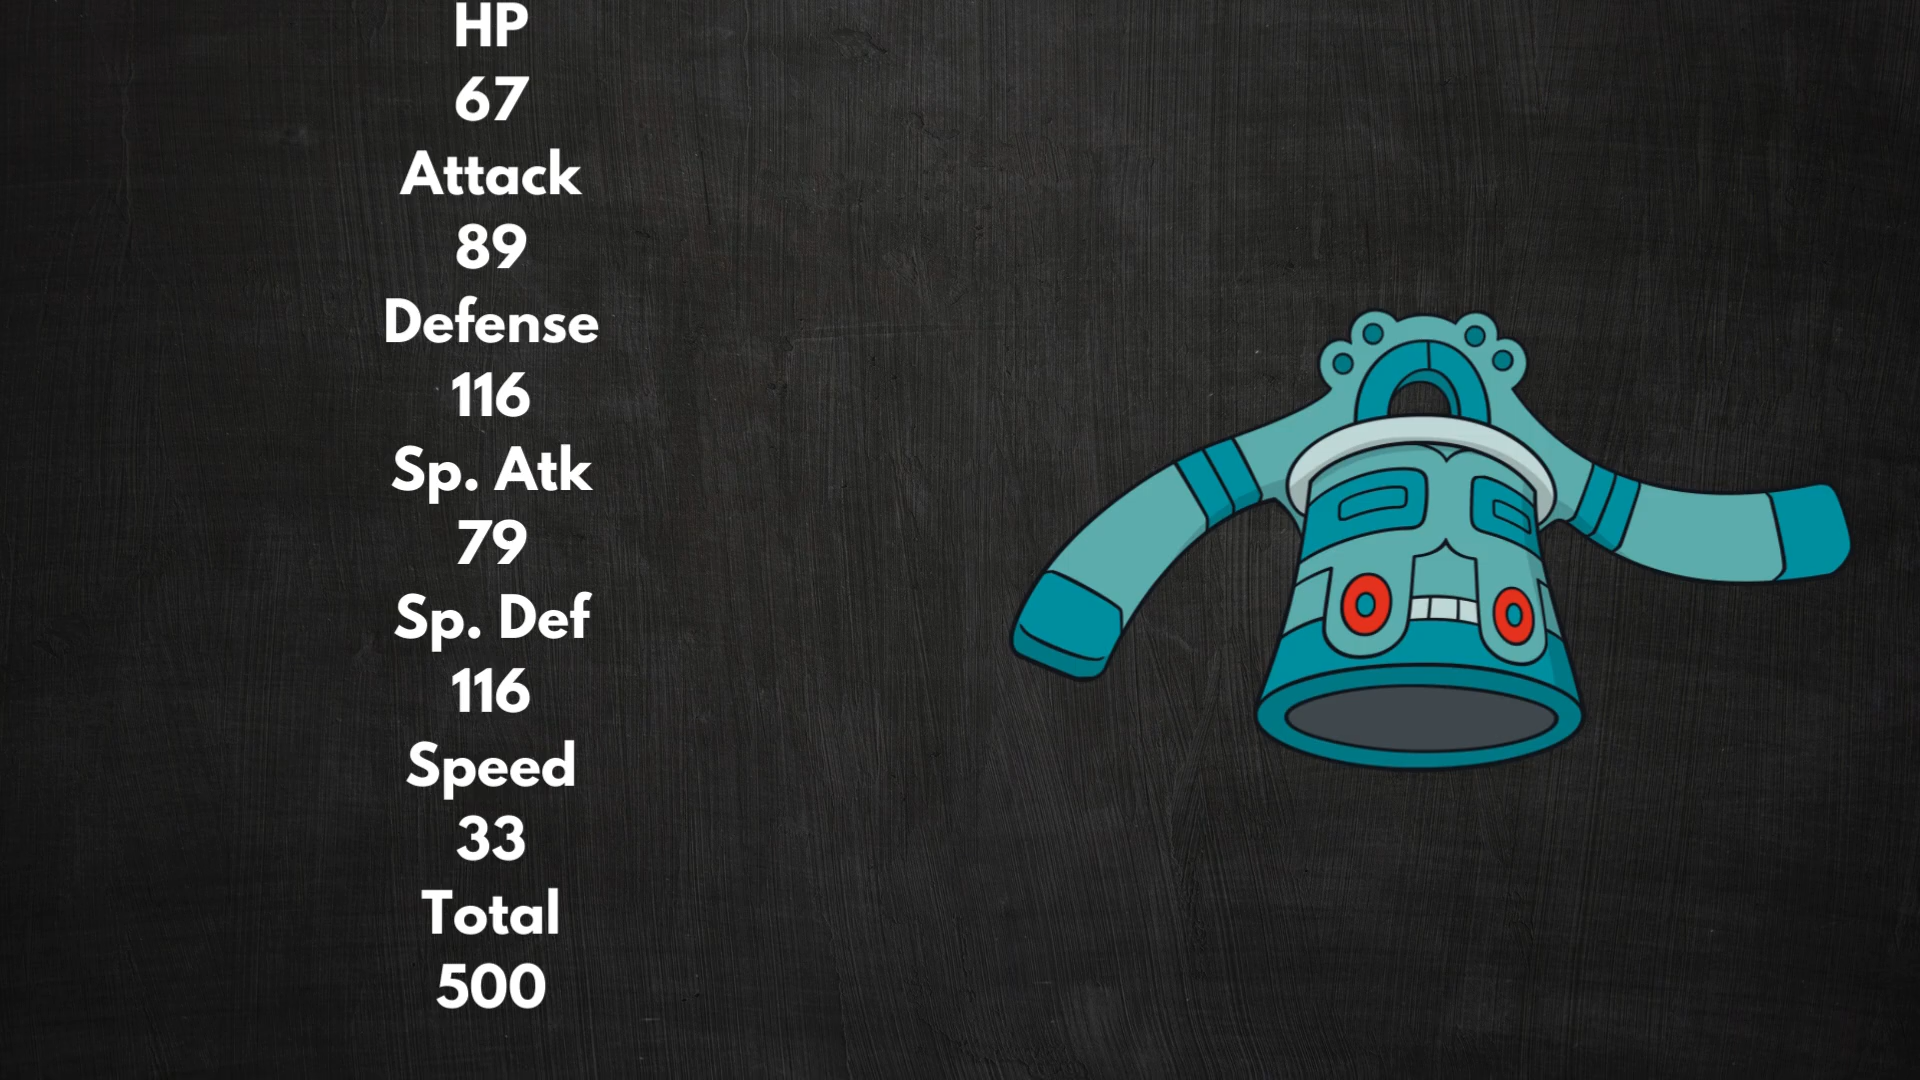 HP
67
Attack
89
Defense
116
Sp. Atk
79
Sp. Def
116
Speed
33
Total
500